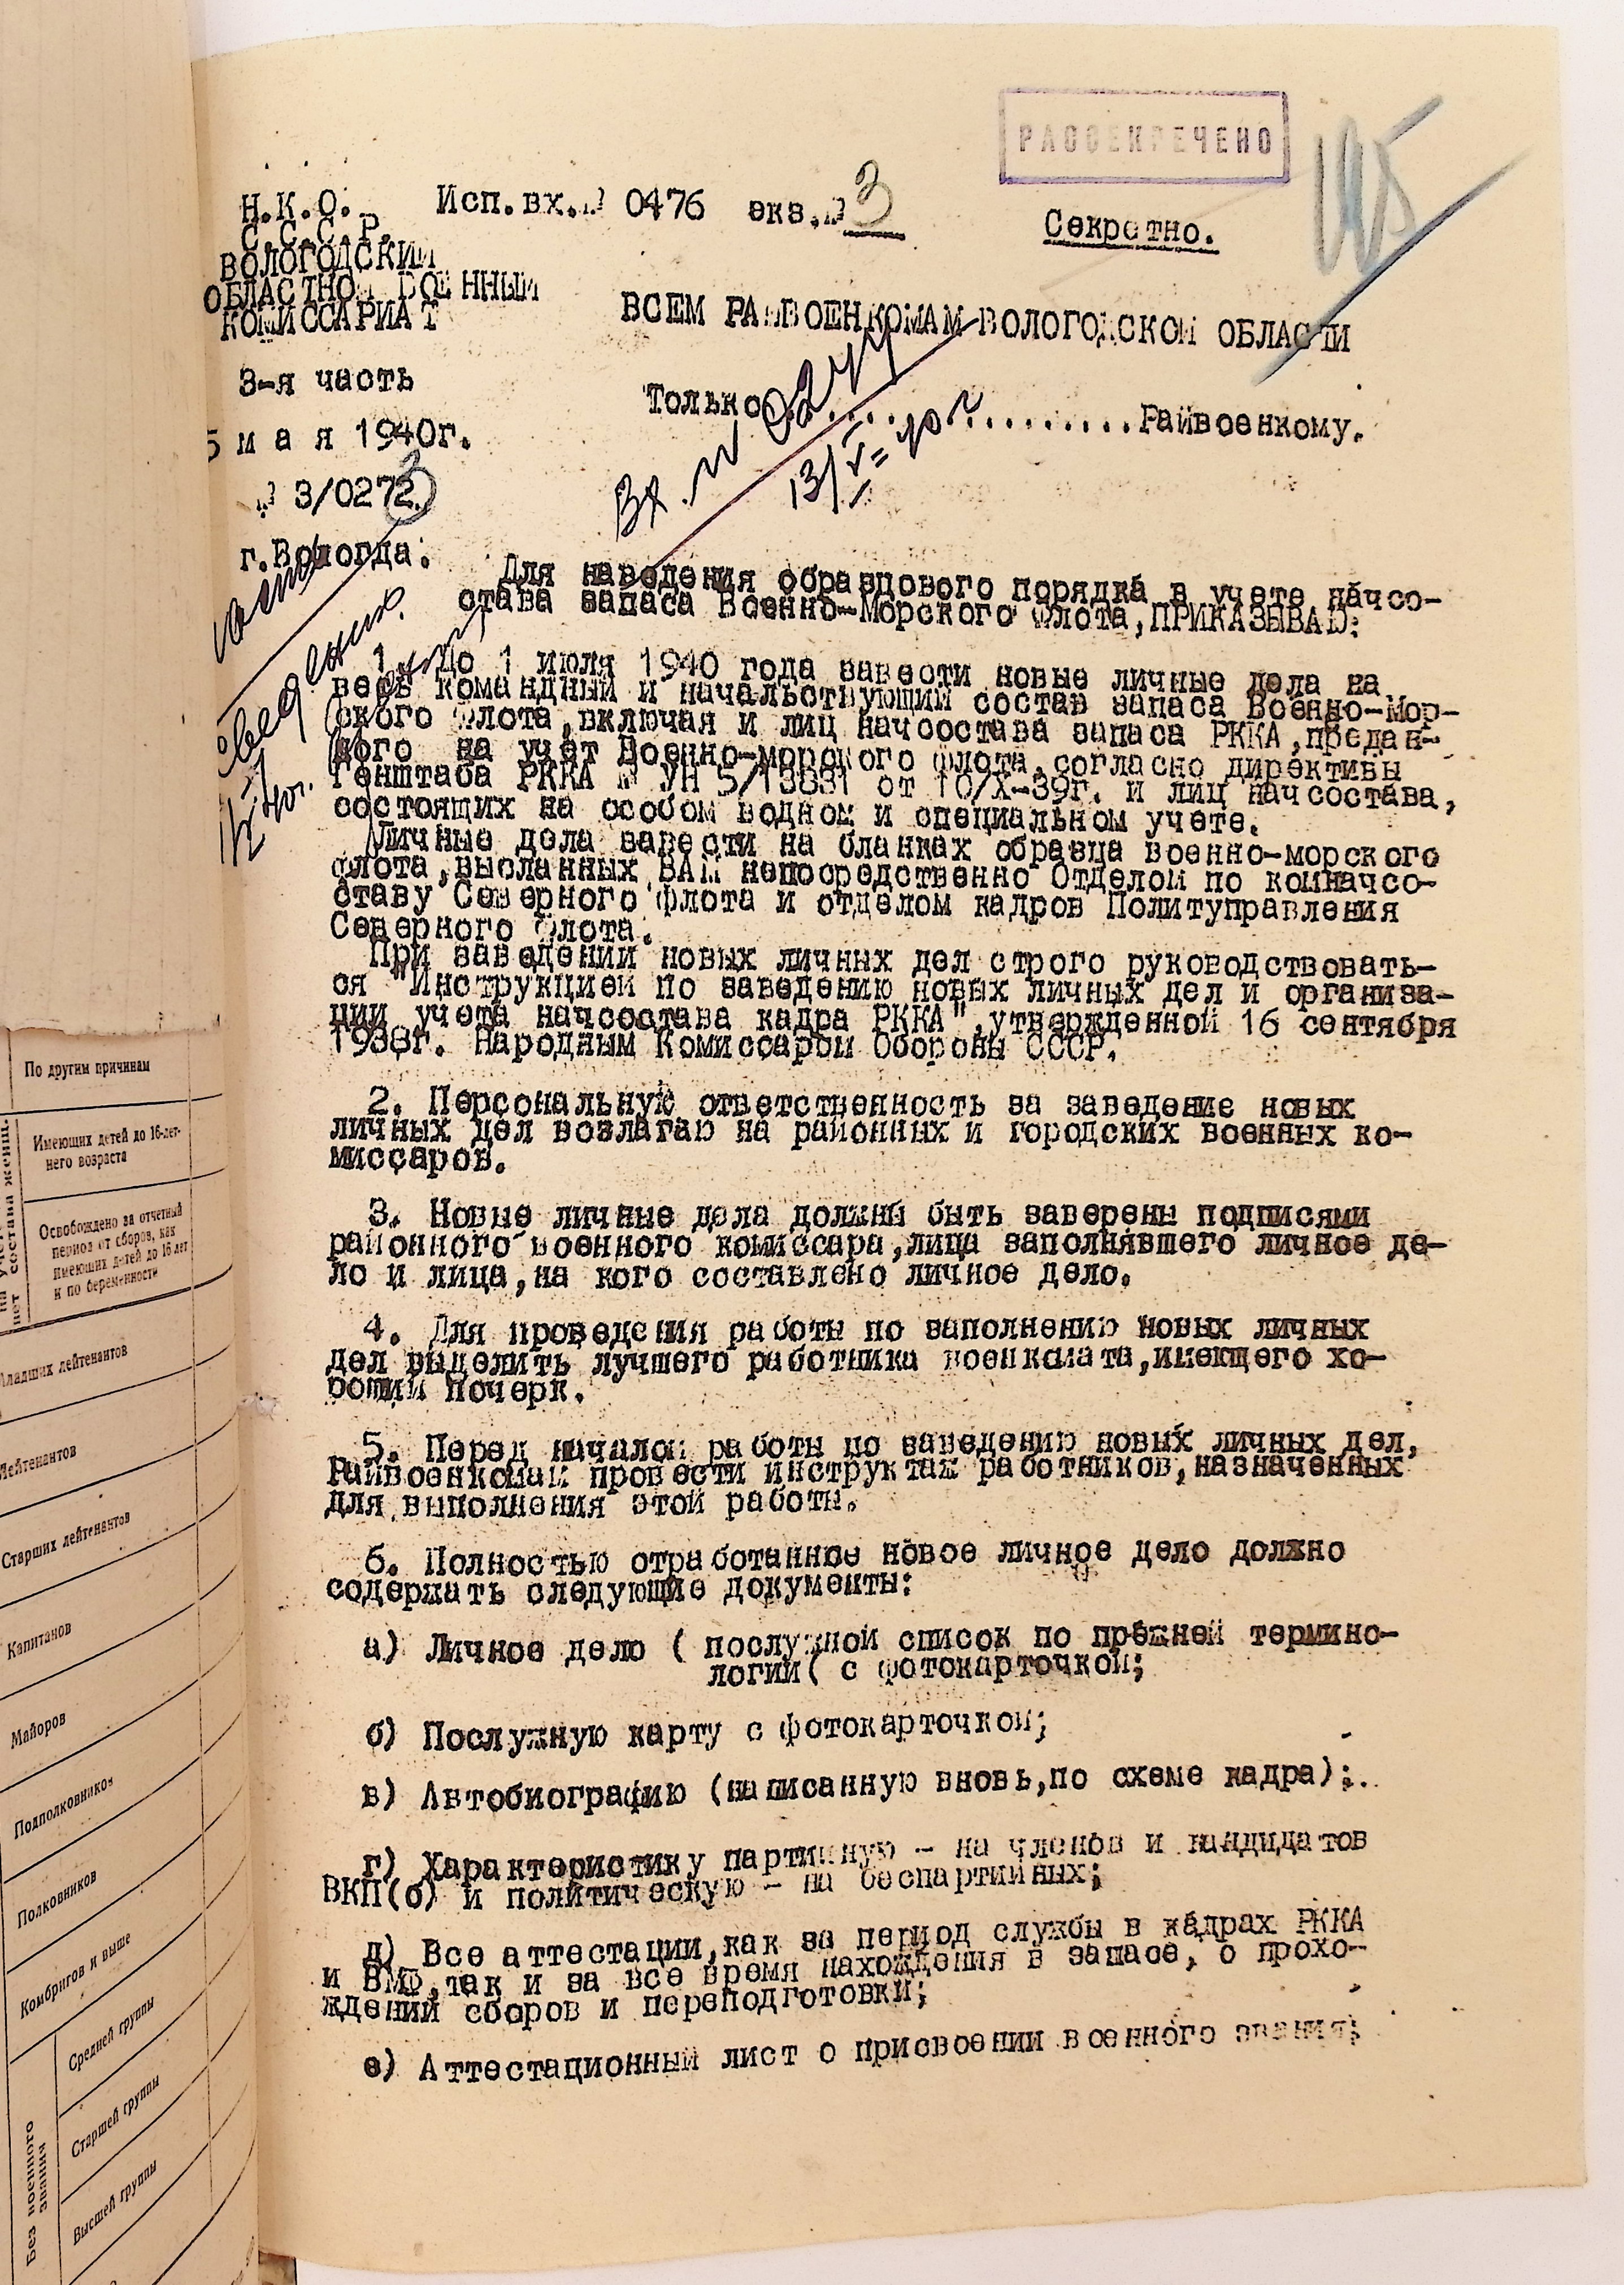 РАССЕКРЕЧЕНО
Н.К.О. Исп.вх.№ 0476 экз.№ 3
С.С.С.Р. Секретно.
ВОЛОГОДСКИЙ
ОБЛАСТНОЙ ВОЕННЫЙ
КОМИССАРИАТ
ВСЕМ РАЙВОЕНКОМАМ ВОЛОГОДСКОЙ ОБЛАСТИ
3-я часть
Только ............Райвоенкому.
5 м а я 1940г.
№ 3/0272
г.Вологда.
Вх. №
13/V-40г
Для наведения образцового порядка в учете начсо-
става запаса Военно-Морского Флота,ПРИКАЗЫВАЮ:
1. До 1 июля 1940 года завести новые личные дела на
весь командный и начальствующий состав запаса Военно-Мор-
ского Флота,включая и лиц начсостава запаса РККА,предан-
ного на учет Военно-морского флота,согласно директивы
Генштаба РККА № УН 5/13831 от 10/X-39г. и лиц начсостава,
состоящих на особом водном и специальном учете.
Личные дела завести на бланках образца военно-морского
флота,высланных ВАМ непосредственно Отделом по комначсо-
ставу Северного флота и отделом кадров Политуправления
Северного Флота.
При заведении новых личных дел строго руководствовать-
ся "Инструкцией по заведению новых личных дел и организа-
ции учета начсостава кадра РККА",утвержденной 16 сентября
1938г. Народным Комиссаром Обороны СССР.
2. Персональную ответственность за заведение новых
личных дел возлагаю на районных и городских военных ко-
миссаров.
3. Новые личные дела должны быть заверены подписями
районного военного комиссара,лица заполнявшего личное де-
ло и лица,на кого составлено личное дело.
4. Для проведения работы по заполнению новых личных
дел выделить лучшего работника военкомата,имеющего хо-
роший почерк.
5. Перед началом работы по заведению новых личных дел,
Райвоенкомам провести инструктаж работников,назначенных
для выполнения этой работы.
6. Полностью отработанное новое личное дело должно
содержать следующие документы:
а) Личное дело ( послужной список по прежней термино-
логии( с фотокарточкой;
б) Послужную карту с фотокарточкой;
в) Автобиографию (написанную вновь,по схеме кадра);.
г) Характеристику партийную - на членов и кандидатов
ВКП(б) и политическую - на беспартийных;
д) Все аттестации,как за период службы в кадрах РККА
и ВМФ,так и за все время нахождения в запасе, о прохо-
ждении сборов и переподготовки;
е) Аттестационный лист о присвоении военного звания;
По другим причинам
Имеющих детей до 16-лет-
него возраста
Освобождено за отчетный
период от сборов, как
имеющих детей до 16 лет
и по беременности
состава женщ.
Младших лейтенантов
Лейтенантов
Старших лейтенантов
Капитанов
Майоров
Подполковников
Полковников
Комбригов и выше
Без военного
звания
Средней группы
Старшей группы
Высшей группы